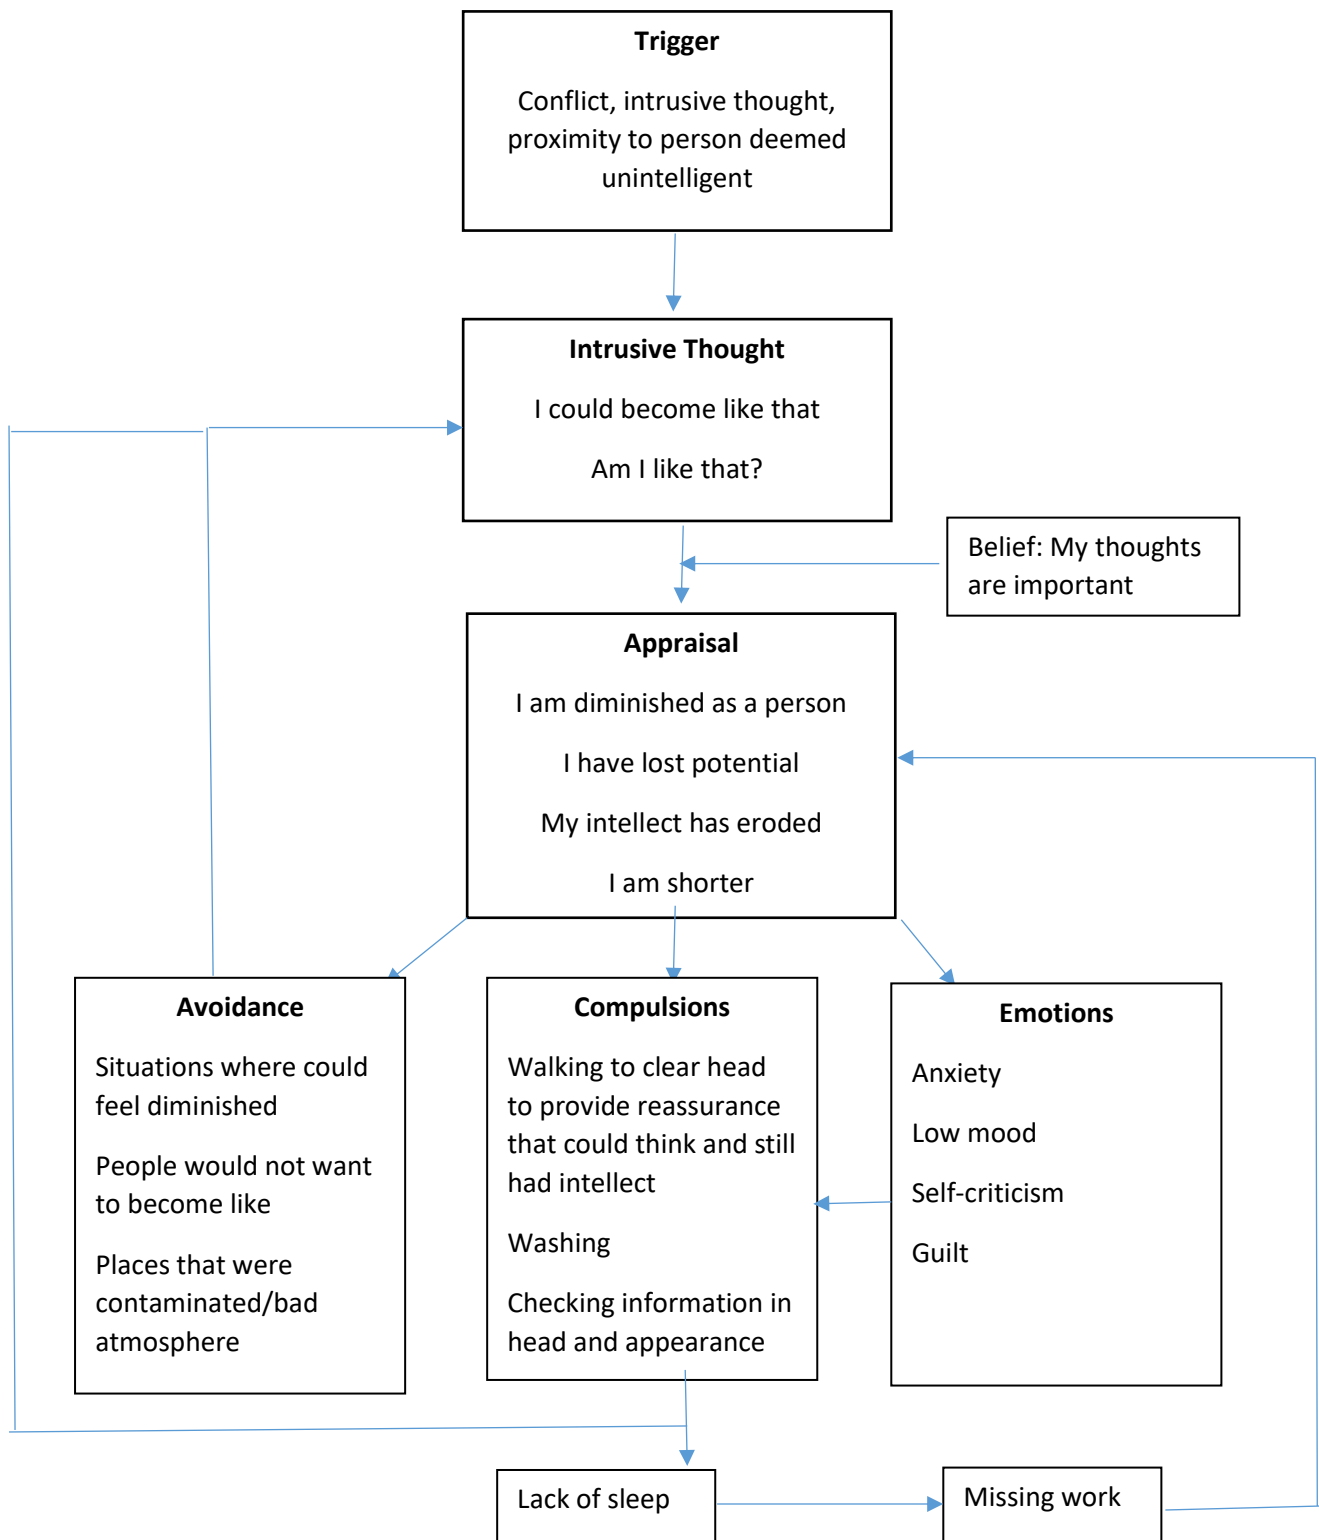 Trigger
Conflict, intrusive thought,
proximity to person deemed
unintelligent
Intrusive Thought
I could become like that
Am I like that?
Belief: My thoughts
are important
Appraisal
I am diminished as a person
I have lost potential
My intellect has eroded
I am shorter
Avoidance
Situations where could
feel diminished
People would not want
to become like
Places that were
contaminated/bad
atmosphere
Compulsions
Walking to clear head
to provide reassurance
that could think and still
had intellect
Washing
Checking information in
head and appearance
Emotions
Anxiety
Low mood
Self-criticism
Guilt
Lack of sleep
Missing work